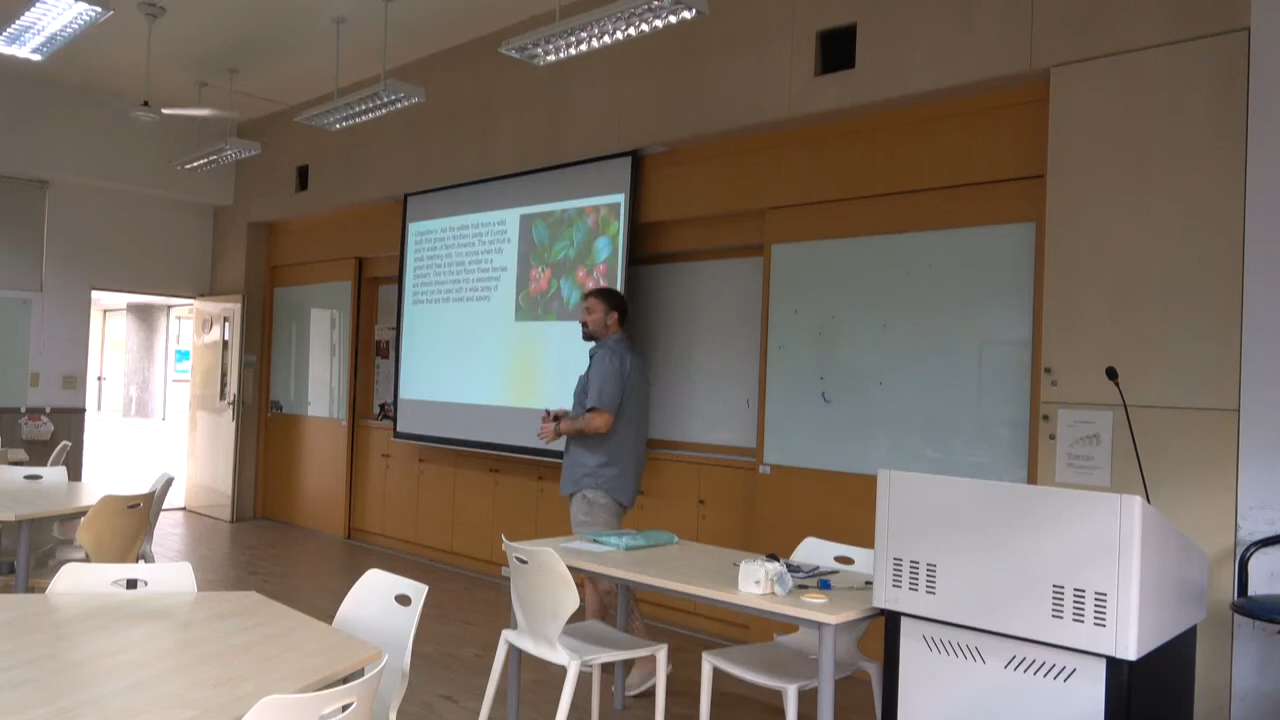 • Lingonberry: Are the edible fruit from a wild
bush that grows in Northern parts of Europe
and in areas of North America. The red fruit is
small, reaching only 1cm across when fully
grown and has a tart taste, similar to a
cranberry. Due to the tart flavor these berries
are almost always made into a sweetened
jam and can be used with a wide array of
dishes that are both sweet and savory.